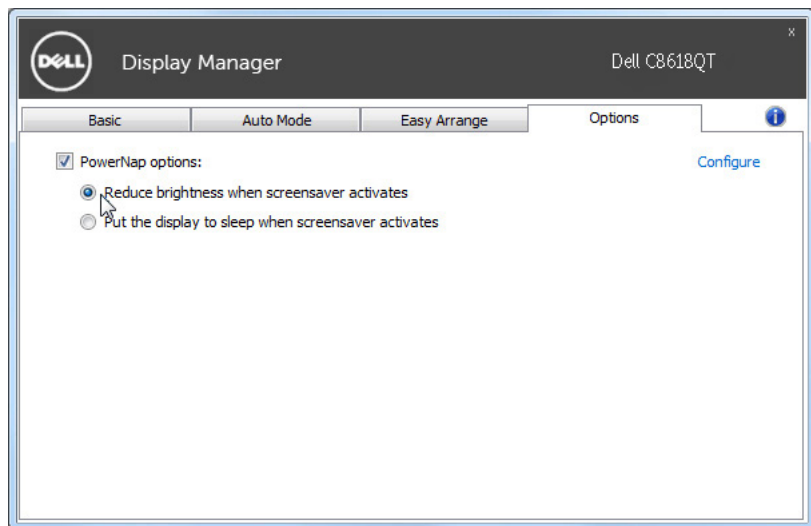 x
DELL
Display Manager
Dell C8618QT
Basic
Auto Mode
Easy Arrange
Options
i
PowerNap options:
Configure
Reduce brightness when screensaver activates
Put the display to sleep when screensaver activates